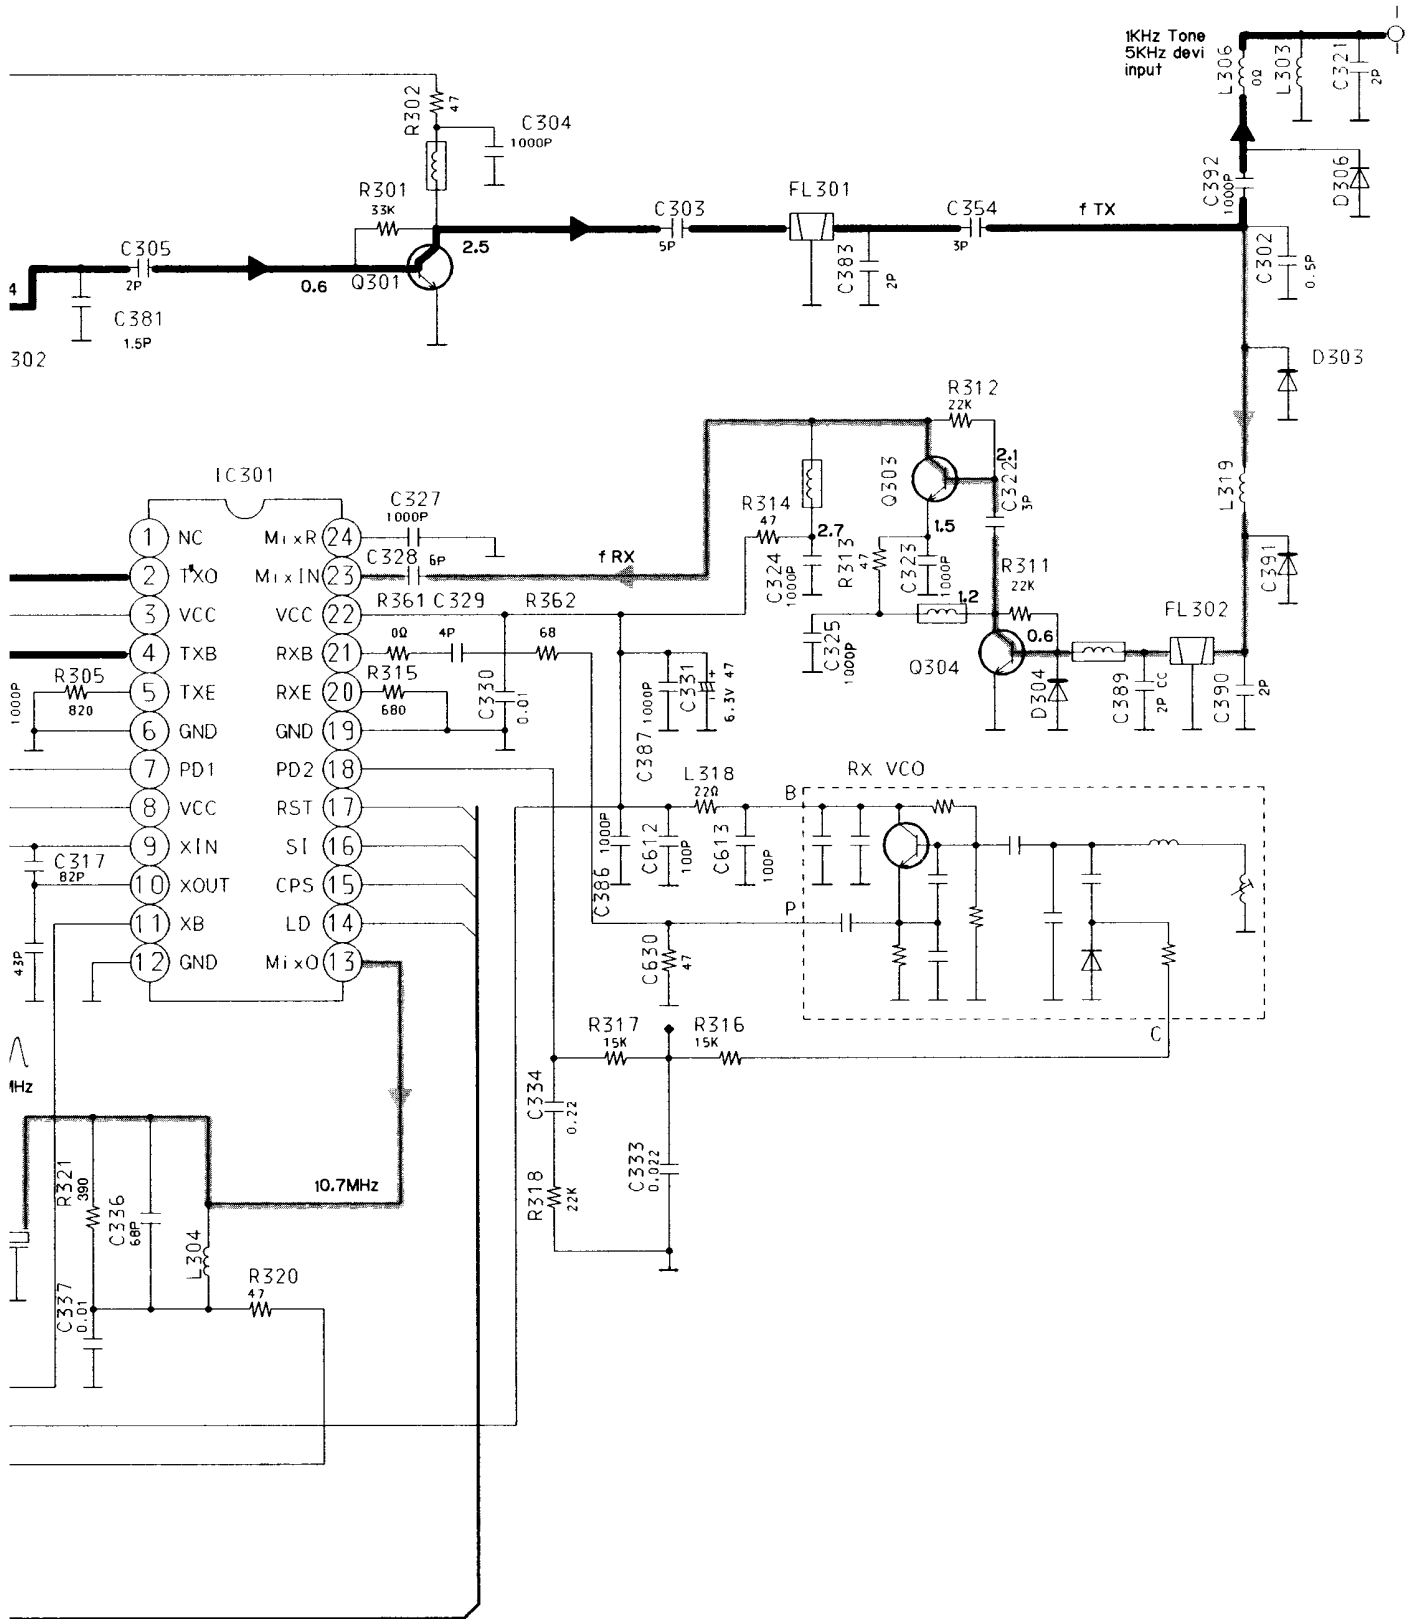 1KHz Tone
5KHz devi
input
L306
0Ω
L303
C321
2P
R302
47
C304
1000P
C392
1000P
D306
R301
33K
FL301
C303
5P
C354
3P
f TX
C305
2P
2.5
Q301
0.6
C383
2P
C302
0.5P
4
C381
1.5P
302
D303
R312
22K
IC301
Q303
2.1
C322
3P
L319
C327
1000P
R314
47
2.7
1.5
1 NC
MixR 24
C328 6P
f RX
C324
1000P
R313
47
C323
1000P
R311
22K
C391
2 TXO
MixIN 23
3 VCC
VCC 22
R361 C329
R362
0Ω
4P
68
1.2
FL302
4 TXB
RXB 21
C325
1000P
0.6
Q304
1000P
R305
820
5 TXE
RXE 20
R315
680
C330
0.01
C387
1000P
C331
6.3V 47
+
D304
C389
2P CC
C390
2P
6 GND
GND 19
7 PD1
PD2 18
L318
22Ω
RX VCO
B
8 VCC
RST 17
9 XIN
SI 16
C386
1000P
C612
100P
C613
100P
C317
82P
10 XOUT
CPS 15
11 XB
LD 14
P
43P
12 GND
MixO 13
C630
47
R317
15K
R316
15K
C
MHz
C334
0.22
R321
390
C336
68P
10.7MHz
R318
22K
C333
0.022
L304
R320
47
C337
0.01